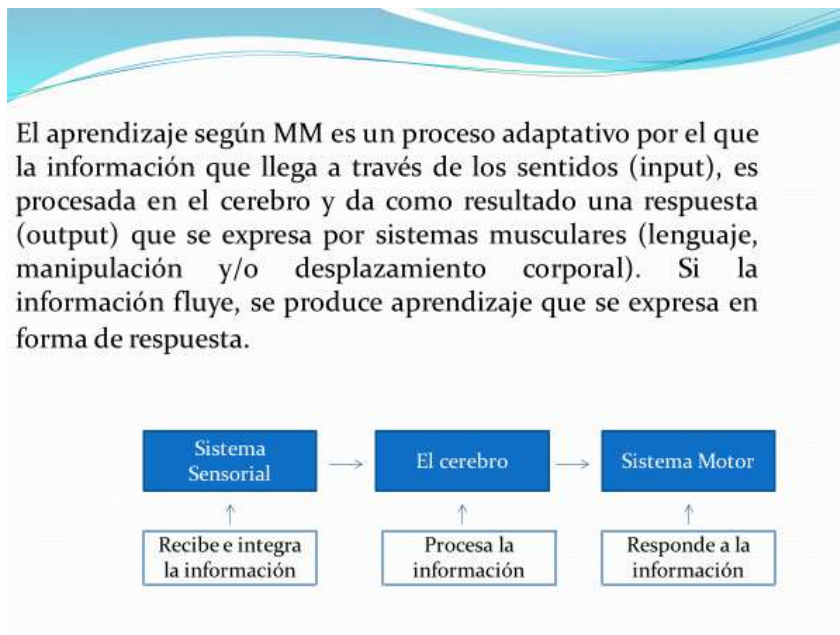 El aprendizaje según MM es un proceso adaptativo por el que
la información que llega a través de los sentidos (input), es
procesada en el cerebro y da como resultado una respuesta
(output) que se expresa por sistemas musculares (lenguaje,
manipulación y/o desplazamiento corporal). Si la
información fluye, se produce aprendizaje que se expresa en
forma de respuesta.
Sistema
Sensorial
El cerebro
Sistema Motor
Recibe e integra
la información
Procesa la
información
Responde a la
información